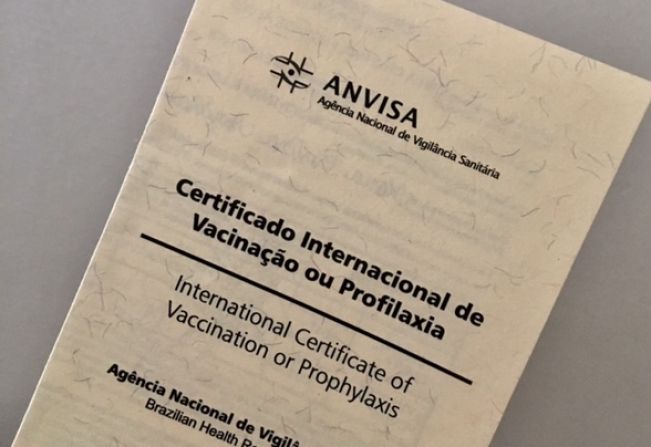 ANVISA
Agência Nacional de Vigilância Sanitária
Certificado Internacional de
Vacinação ou Profilaxia
International Certificate of
Vaccination or Prophylaxis
Agência Nacional de
Brazilian Health